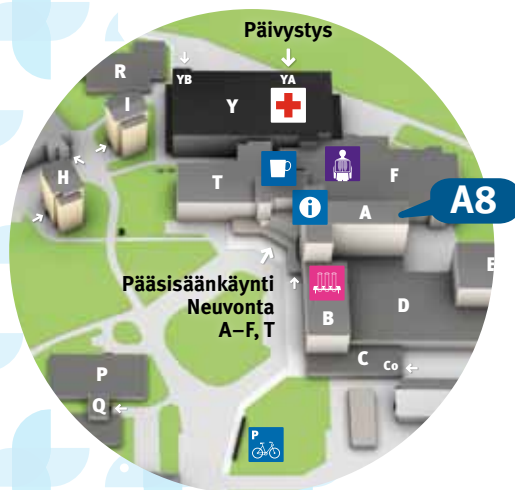 Päivystys
R
YB
YA
I
Y
H
T
F
i
A
A8
E
Pääsisäänkäynti
Neuvonta
A–F, T
B
D
C
Co
P
Q
P